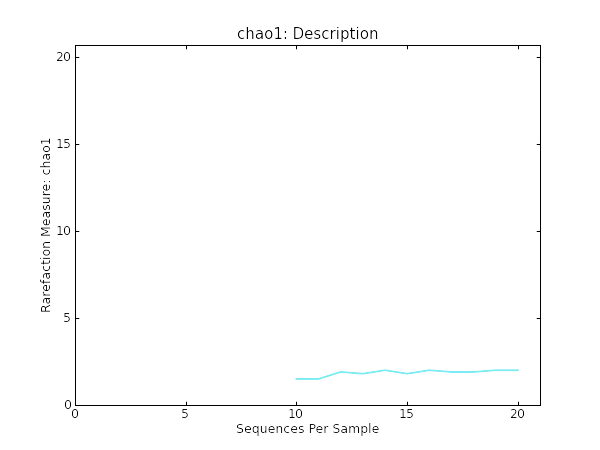 chao1: Description
20
15
10
5
0
Rarefaction Measure: chao1
0 5 10 15 20
Sequences Per Sample